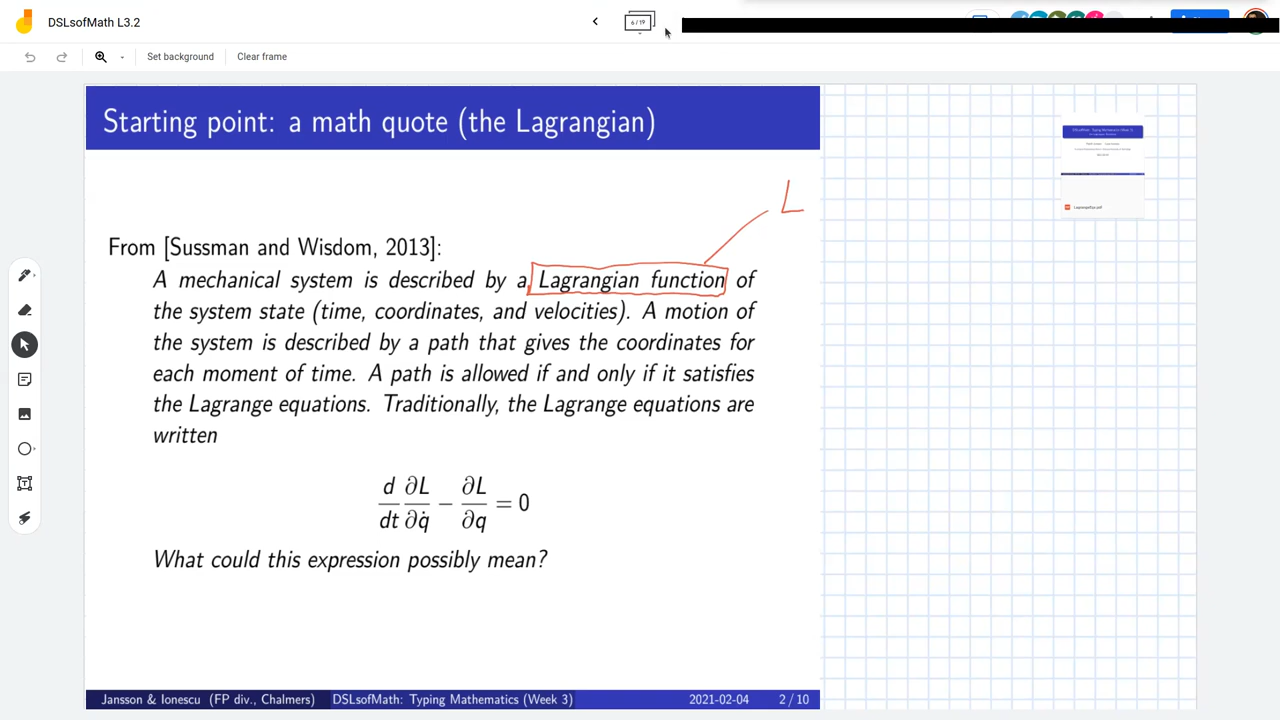 DSLsofMath L3.2
6 / 19
Set background
Clear frame
Starting point: a math quote (the Lagrangian)
L
From [Sussman and Wisdom, 2013]:
A mechanical system is described by a Lagrangian function of
the system state (time, coordinates, and velocities). A motion of
the system is described by a path that gives the coordinates for
each moment of time. A path is allowed if and only if it satisfies
the Lagrange equations. Traditionally, the Lagrange equations are
written
d/dt ∂L/∂q̇ − ∂L/∂q = 0
What could this expression possibly mean?
Jansson & Ionescu (FP div., Chalmers) DSLsofMath: Typing Mathematics (Week 3) 2021-02-04 2 / 10